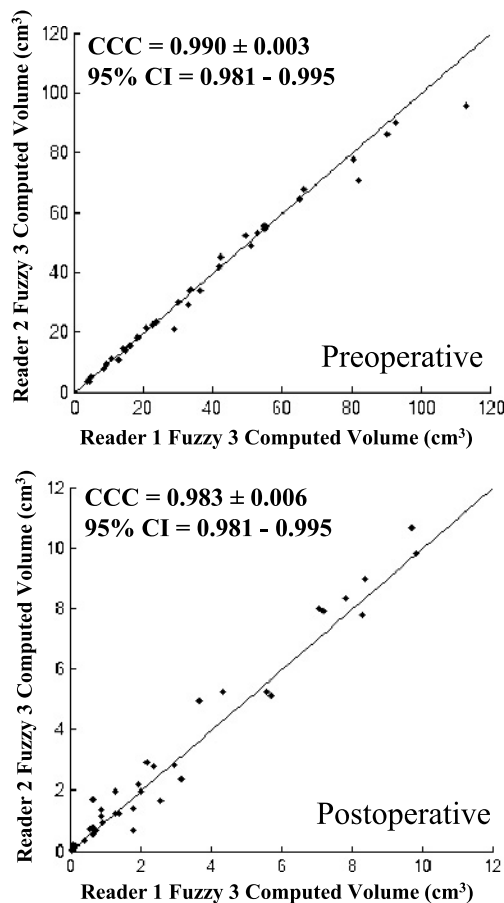 120
CCC = 0.990 ± 0.003
95% CI = 0.981 - 0.995
100
80
60
40
20
0
Preoperative
0 20 40 60 80 100 120
Reader 1 Fuzzy 3 Computed Volume (cm³)
Reader 2 Fuzzy 3 Computed Volume (cm³)
12
CCC = 0.983 ± 0.006
95% CI = 0.981 - 0.995
10
8
6
4
2
0
Postoperative
0 2 4 6 8 10 12
Reader 1 Fuzzy 3 Computed Volume (cm³)
Reader 2 Fuzzy 3 Computed Volume (cm³)